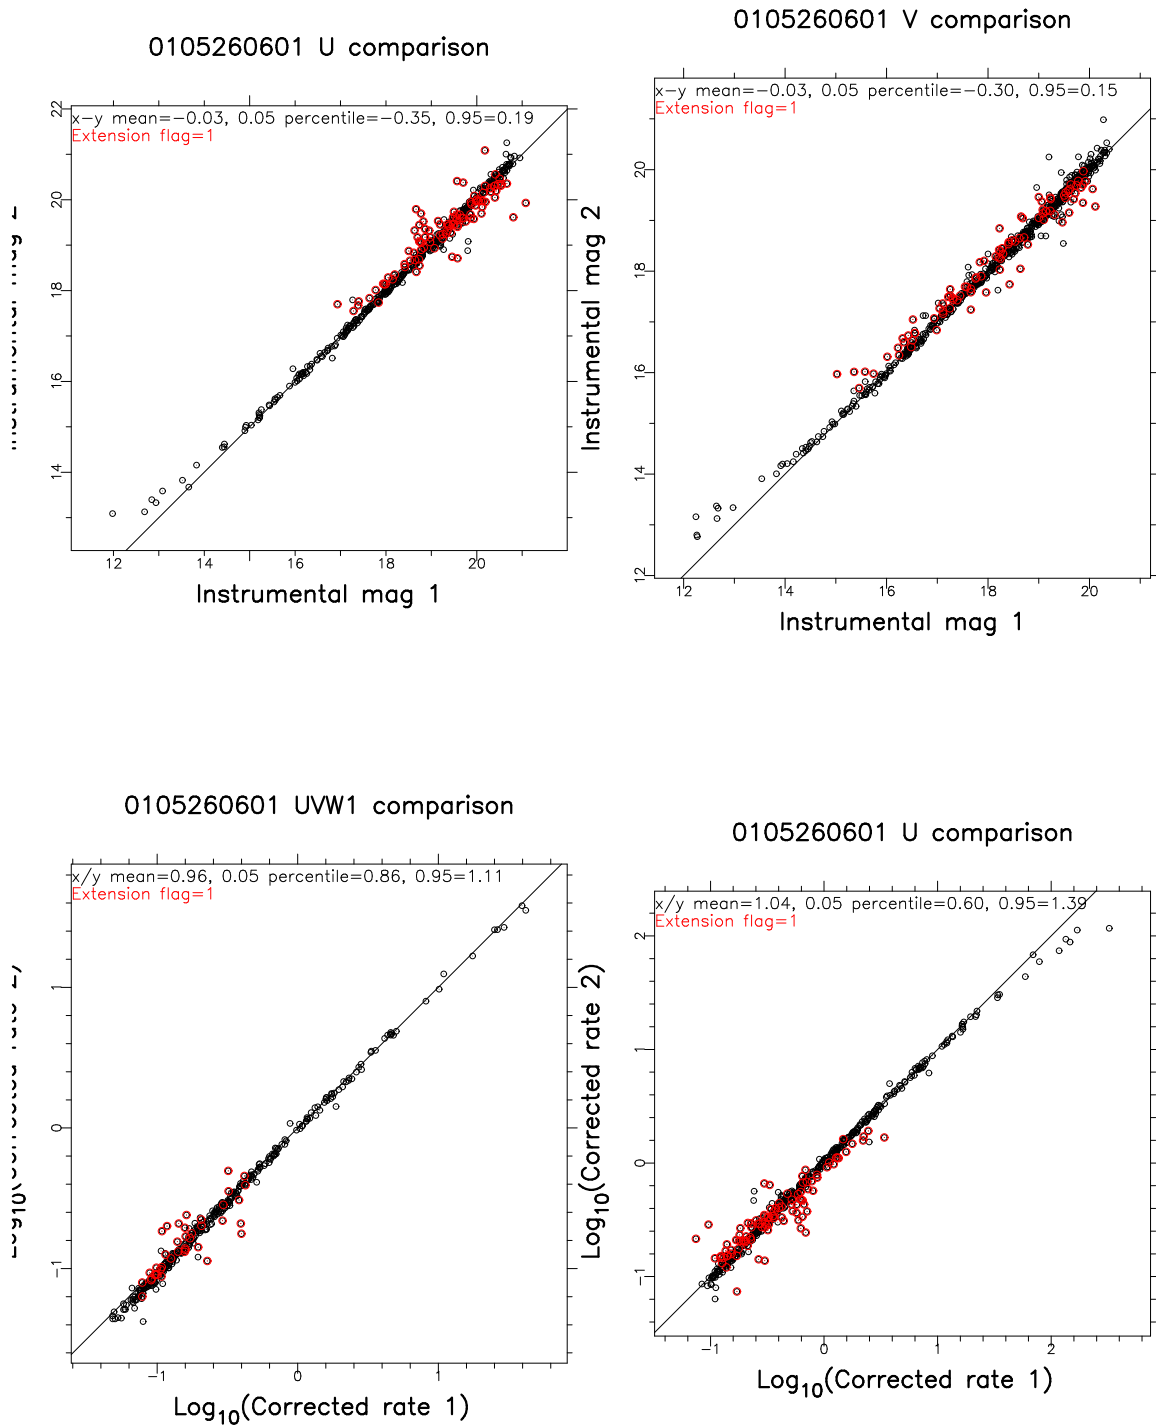 0105260601 V comparison
0105260601 U comparison
x-y mean=-0.03, 0.05 percentile=-0.35, 0.95=0.19
Extension flag=1
x-y mean=-0.03, 0.05 percentile=-0.30, 0.95=0.15
Extension flag=1
22
20
18
16
14
12
14
16
18
20
Instrumental mag 1
Instrumental mag 2
20
18
16
14
12
12
14
16
18
20
Instrumental mag 1
0105260601 UVW1 comparison
0105260601 U comparison
x/y mean=0.96, 0.05 percentile=0.86, 0.95=1.11
Extension flag=1
x/y mean=1.04, 0.05 percentile=0.60, 0.95=1.39
Extension flag=1
1
0
-1
-1
0
1
Log10(Corrected rate 1)
Log10(Corrected rate 2)
2
1
0
-1
-1
0
1
2
Log10(Corrected rate 1)